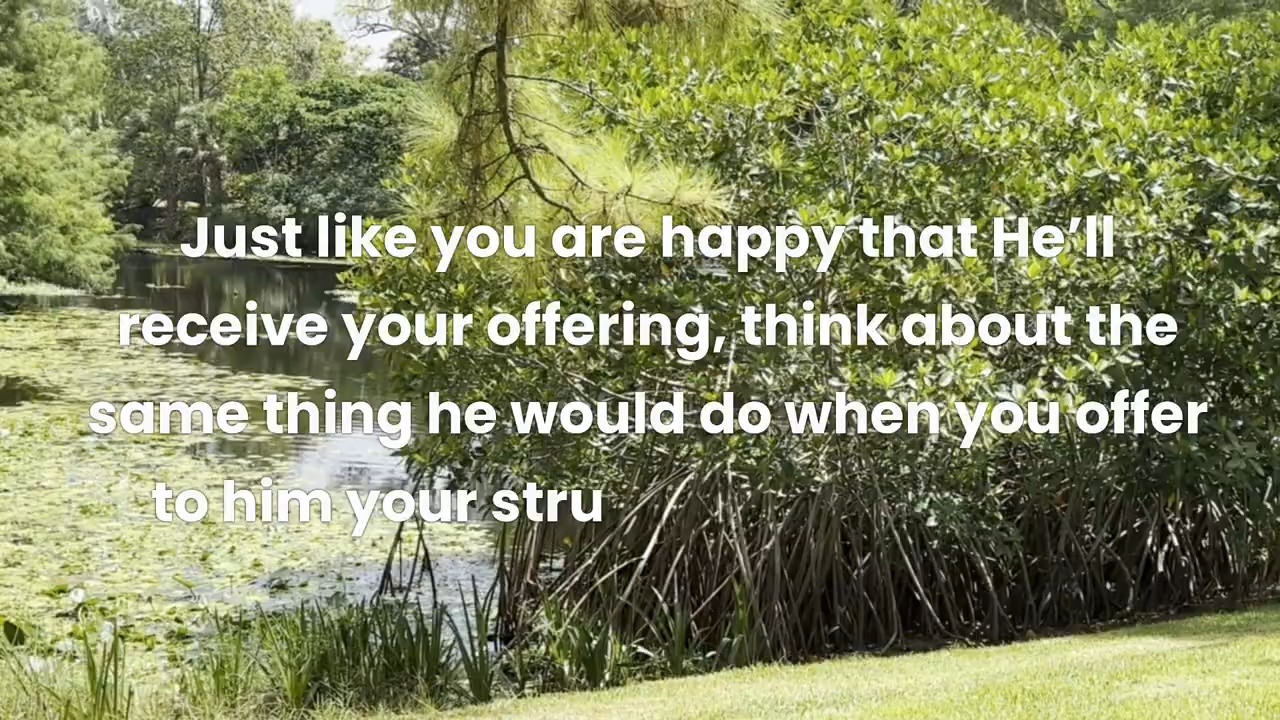 Just like you are happy that He’ll
receive your offering, think about the
same thing he would do when you offer
to him your stru